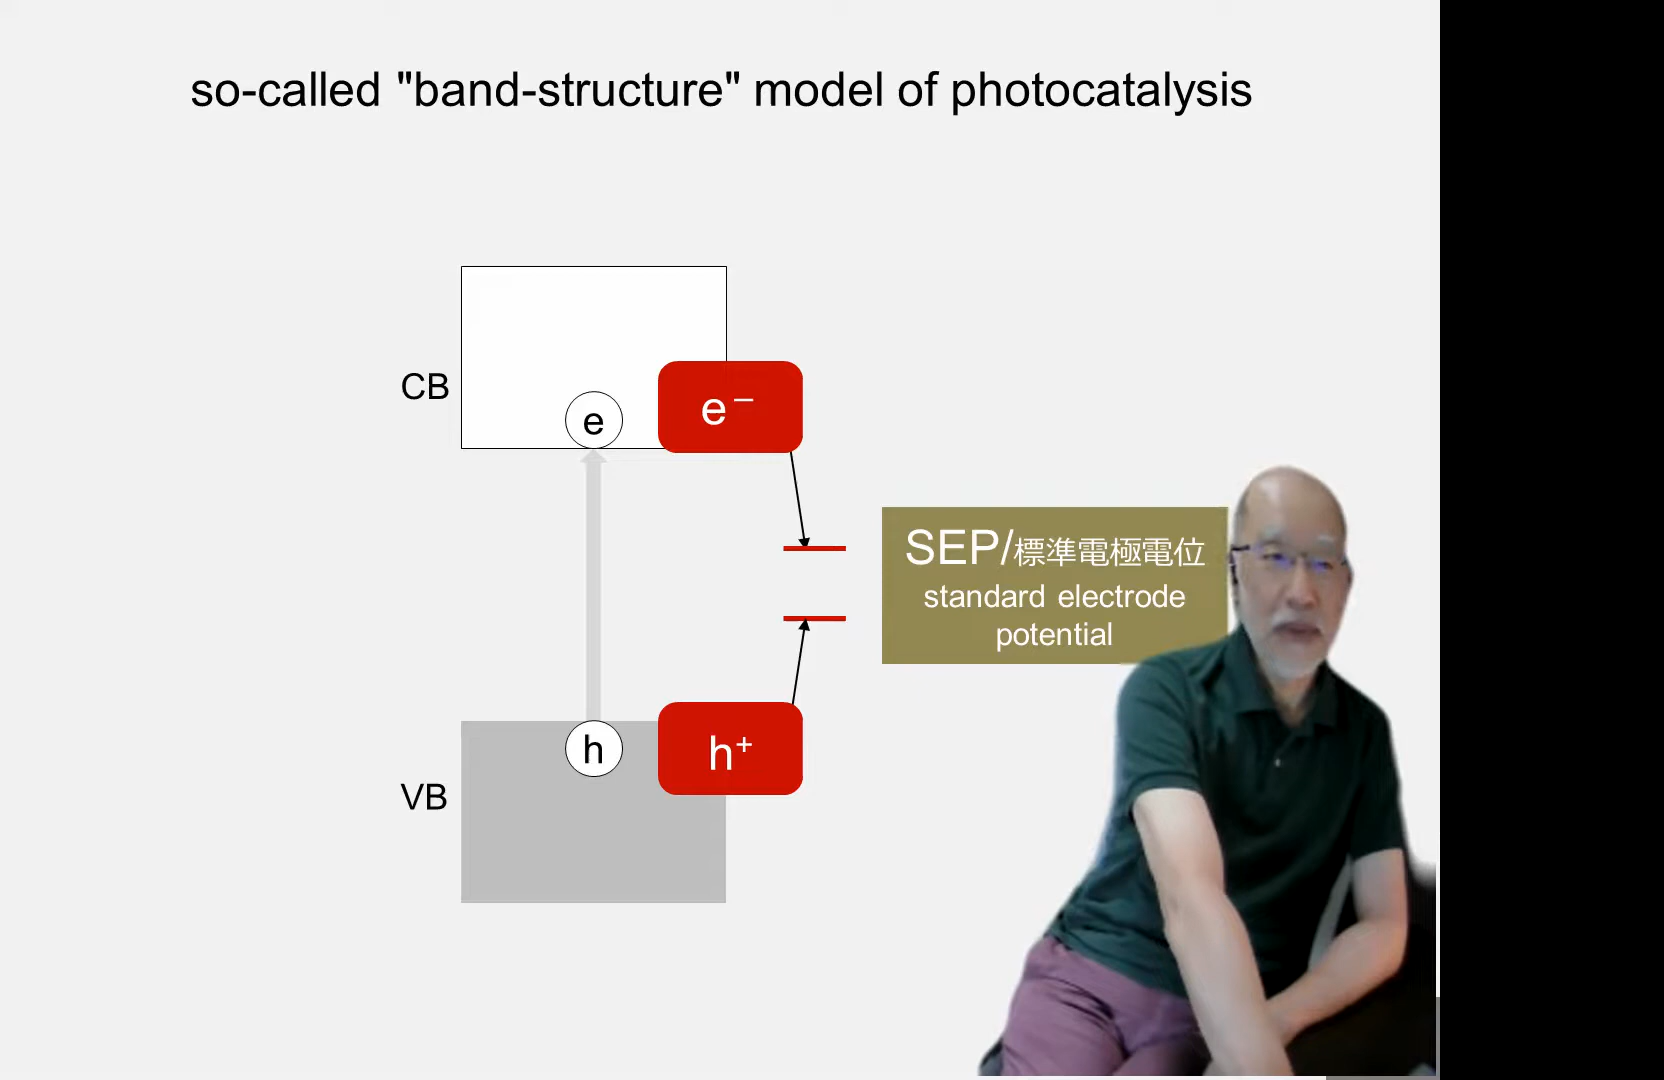 so-called "band-structure" model of photocatalysis
CB
e
e⁻
SEP/標準電極電位
standard electrode
potential
h
h⁺
VB